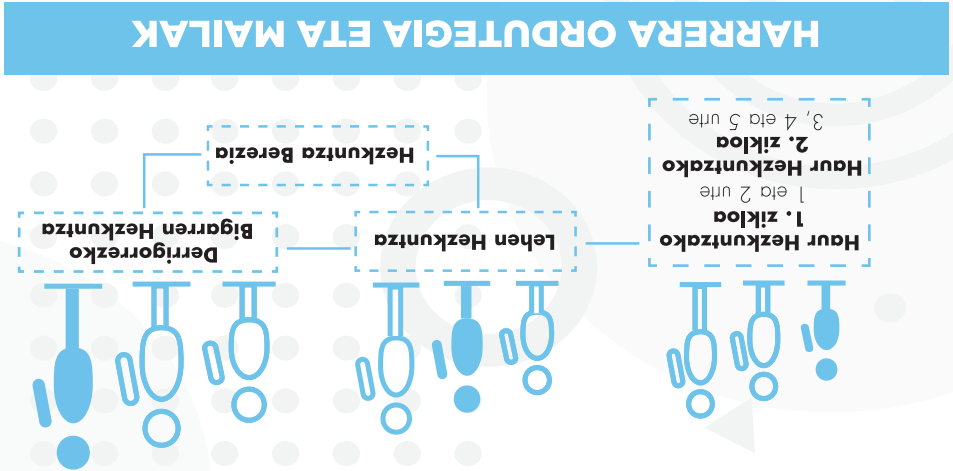 Haur Hezkuntzako
1. zikloa
1 eta 2 urte
Haur Hezkuntzako
2. zikloa
3, 4 eta 5 urte
Lehen Hezkuntza
Derrigorrezko
Bigarren Hezkuntza
Hezkuntza Berezia
HARRERA ORDUTEGIA ETA MAILAK